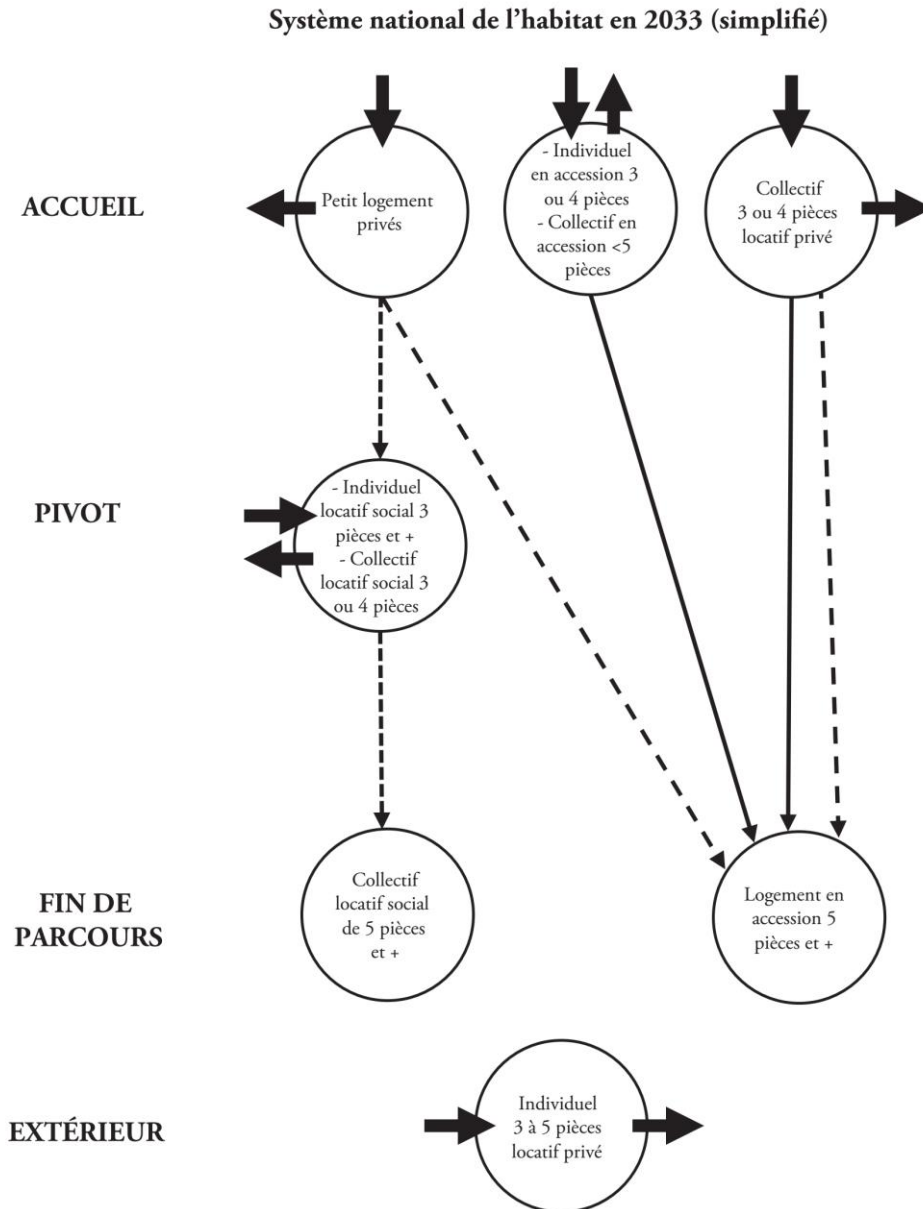 Système national de l’habitat en 2033 (simplifié)
ACCUEIL
Petit logement
privés
- Individuel
en accession 3
ou 4 pièces
- Collectif en
accession <5
pièces
Collectif
3 ou 4 pièces
locatif privé
PIVOT
- Individuel
locatif social 3
pièces et +
- Collectif
locatif social 3
ou 4 pièces
FIN DE
PARCOURS
Collectif
locatif social
de 5 pièces
et +
Logement en
accession 5
pièces et +
EXTÉRIEUR
Individuel
3 à 5 pièces
locatif privé